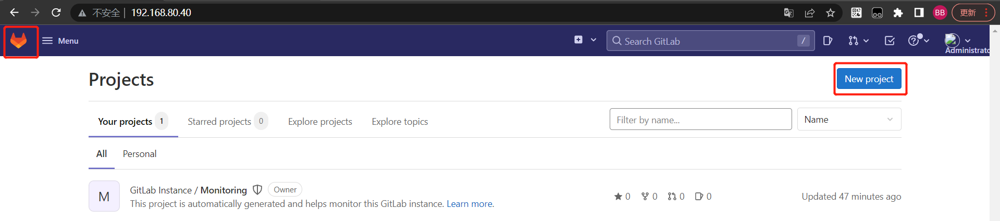 不安全 | 192.168.80.40
BB
更新
Menu
Search GitLab
/
Administrato
Projects
New project
Your projects 1
Starred projects 0
Explore projects
Explore topics
Filter by name...
Name
All
Personal
M
GitLab Instance / Monitoring
Owner
This project is automatically generated and helps monitor this GitLab instance. Learn more.
0
0
0
0
Updated 47 minutes ago